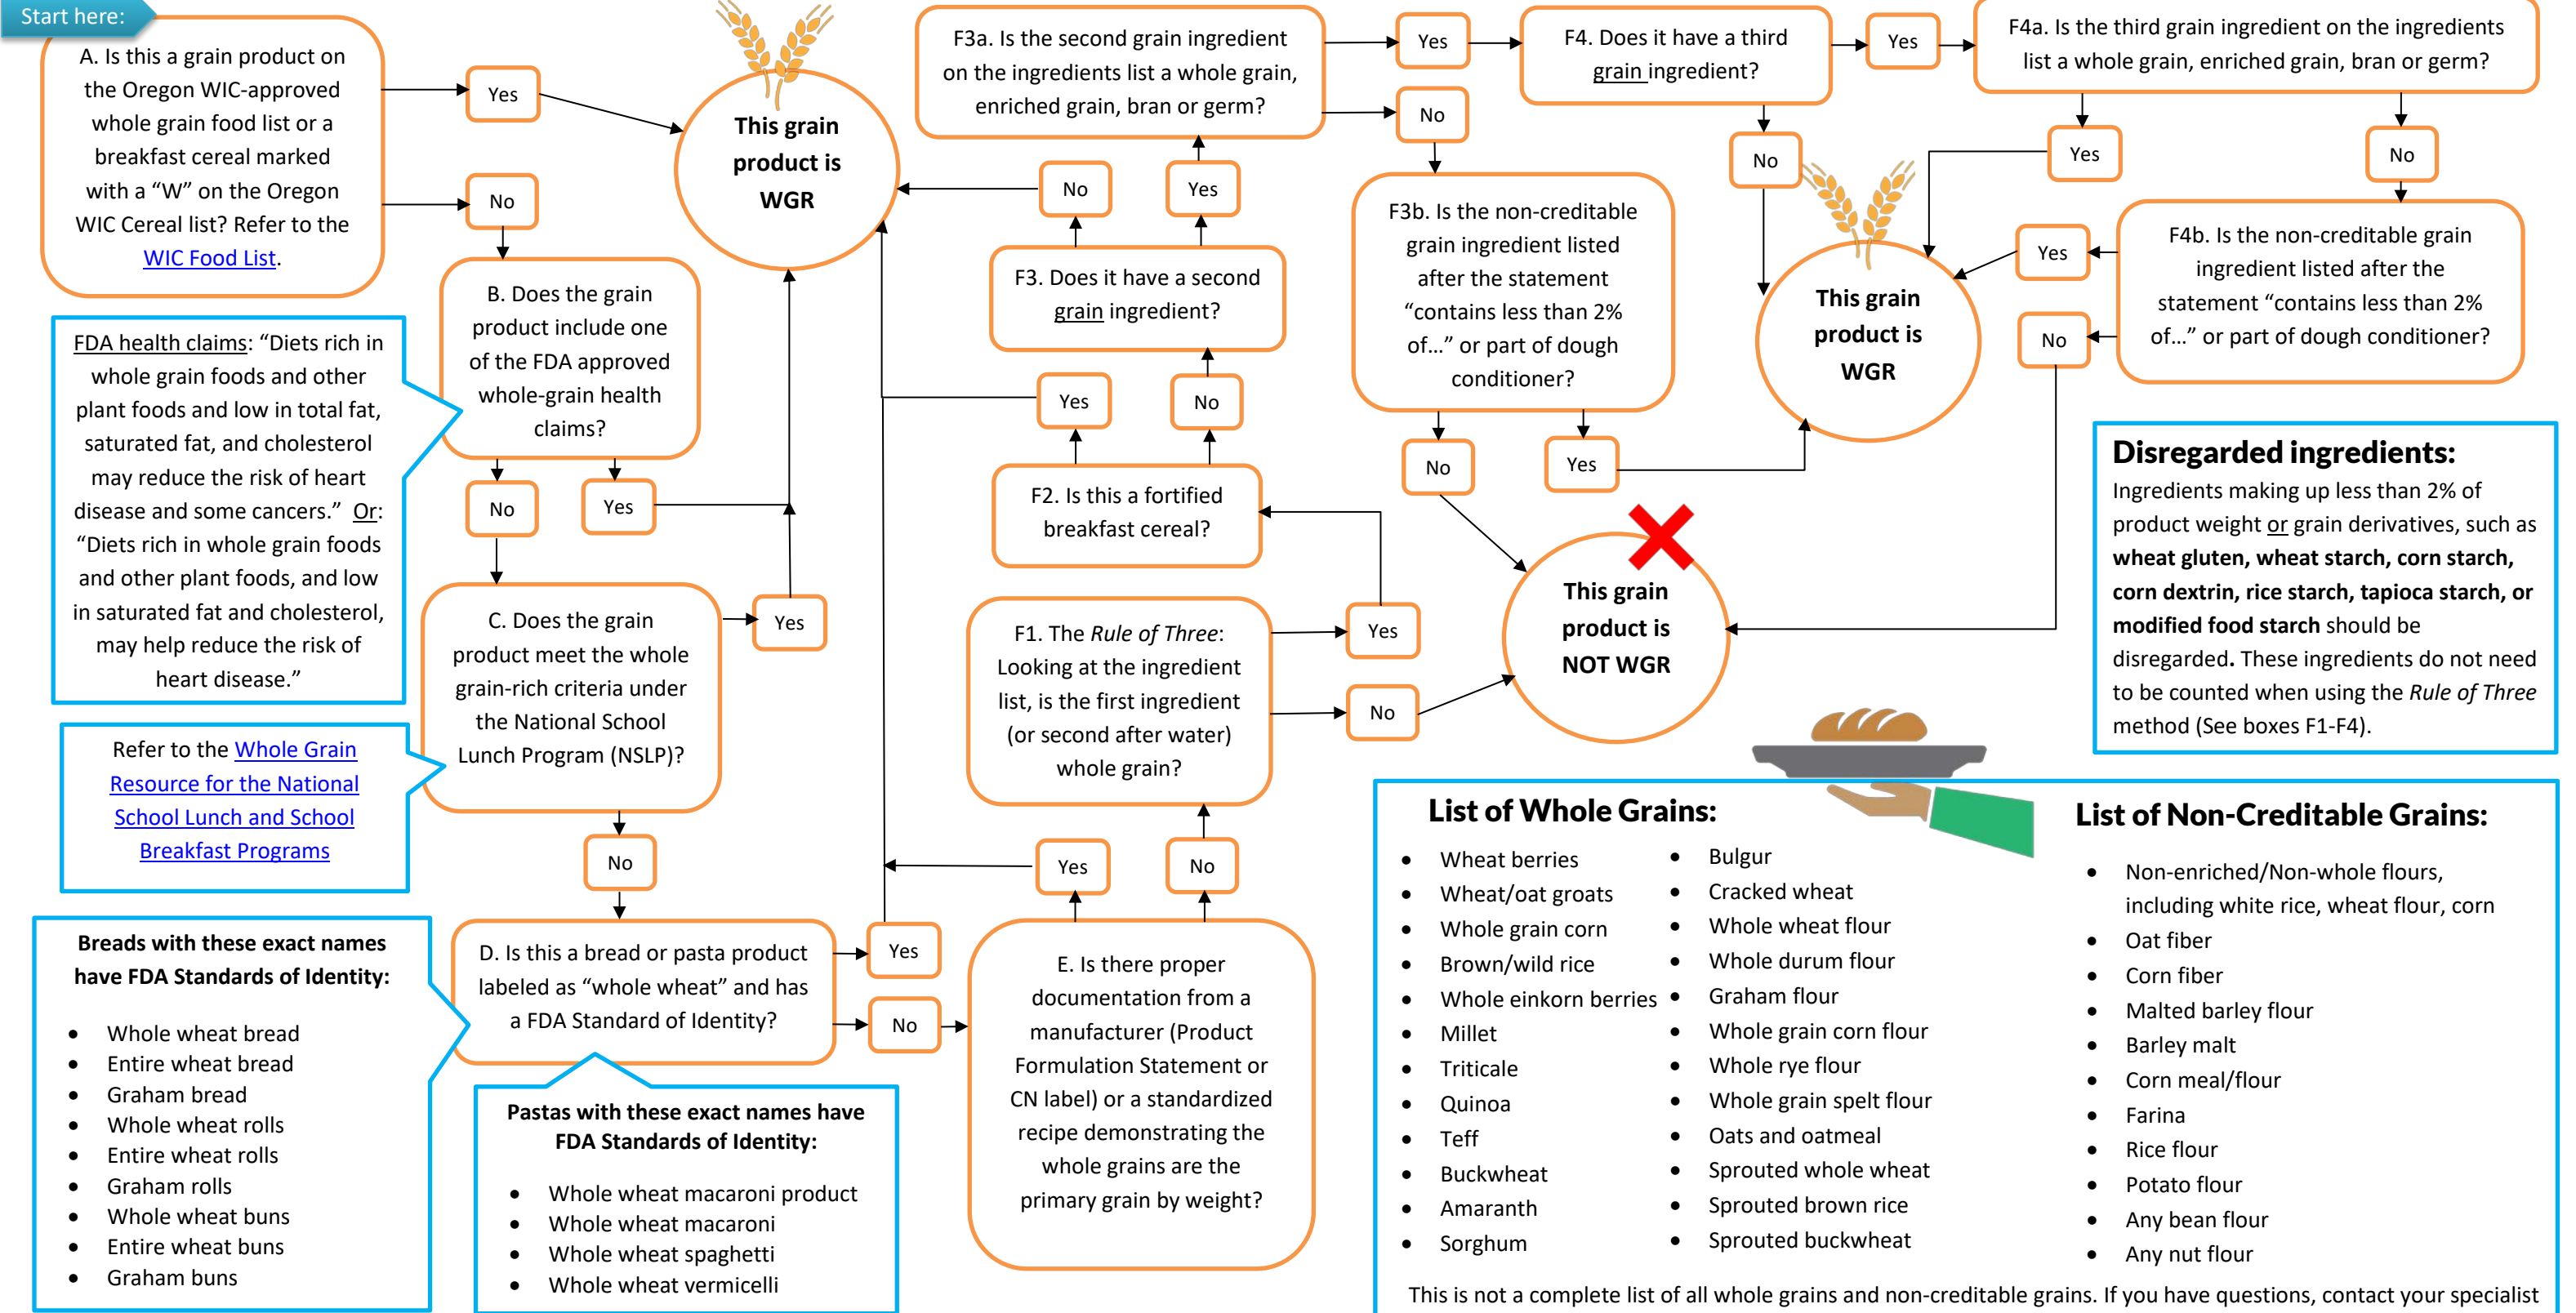 Start here:
A. Is this a grain product on
the Oregon WIC-approved
whole grain food list or a
breakfast cereal marked
with a “W” on the Oregon
WIC Cereal list? Refer to the
WIC Food List.
Yes
No
This grain
product is
WGR
B. Does the grain
product include one
of the FDA approved
whole-grain health
claims?
FDA health claims: “Diets rich in
whole grain foods and other
plant foods and low in total fat,
saturated fat, and cholesterol
may reduce the risk of heart
disease and some cancers.” Or:
“Diets rich in whole grain foods
and other plant foods, and low
in saturated fat and cholesterol,
may help reduce the risk of
heart disease.”
No
Yes
C. Does the grain
product meet the whole
grain-rich criteria under
the National School
Lunch Program (NSLP)?
Yes
Refer to the Whole Grain
Resource for the National
School Lunch and School
Breakfast Programs
No
D. Is this a bread or pasta product
labeled as “whole wheat” and has
a FDA Standard of Identity?
Yes
No
Breads with these exact names
have FDA Standards of Identity:
• Whole wheat bread
• Entire wheat bread
• Graham bread
• Whole wheat rolls
• Entire wheat rolls
• Graham rolls
• Whole wheat buns
• Entire wheat buns
• Graham buns
Pastas with these exact names have
FDA Standards of Identity:
• Whole wheat macaroni product
• Whole wheat macaroni
• Whole wheat spaghetti
• Whole wheat vermicelli
E. Is there proper
documentation from a
manufacturer (Product
Formulation Statement or
CN label) or a standardized
recipe demonstrating the
whole grains are the
primary grain by weight?
Yes
No
F1. The Rule of Three:
Looking at the ingredient
list, is the first ingredient
(or second after water)
whole grain?
Yes
No
F2. Is this a fortified
breakfast cereal?
Yes
No
F3. Does it have a second
grain ingredient?
No
Yes
F3a. Is the second grain ingredient
on the ingredients list a whole grain,
enriched grain, bran or germ?
Yes
No
F3b. Is the non-creditable
grain ingredient listed
after the statement
“contains less than 2%
of…” or part of dough
conditioner?
No
Yes
F4. Does it have a third
grain ingredient?
Yes
No
F4a. Is the third grain ingredient on the ingredients
list a whole grain, enriched grain, bran or germ?
Yes
No
F4b. Is the non-creditable grain
ingredient listed after the
statement “contains less than 2%
of…” or part of dough conditioner?
Yes
No
This grain
product is
WGR
This grain
product is
NOT WGR
Disregarded ingredients:
Ingredients making up less than 2% of
product weight or grain derivatives, such as
wheat gluten, wheat starch, corn starch,
corn dextrin, rice starch, tapioca starch, or
modified food starch should be
disregarded. These ingredients do not need
to be counted when using the Rule of Three
method (See boxes F1-F4).
List of Whole Grains:
• Wheat berries
• Wheat/oat groats
• Whole grain corn
• Brown/wild rice
• Whole einkorn berries
• Millet
• Triticale
• Quinoa
• Teff
• Buckwheat
• Amaranth
• Sorghum
• Bulgur
• Cracked wheat
• Whole wheat flour
• Whole durum flour
• Graham flour
• Whole grain corn flour
• Whole rye flour
• Whole grain spelt flour
• Oats and oatmeal
• Sprouted whole wheat
• Sprouted brown rice
• Sprouted buckwheat
List of Non-Creditable Grains:
• Non-enriched/Non-whole flours,
including white rice, wheat flour, corn
• Oat fiber
• Corn fiber
• Malted barley flour
• Barley malt
• Corn meal/flour
• Farina
• Rice flour
• Potato flour
• Any bean flour
• Any nut flour
This is not a complete list of all whole grains and non-creditable grains. If you have questions, contact your specialist